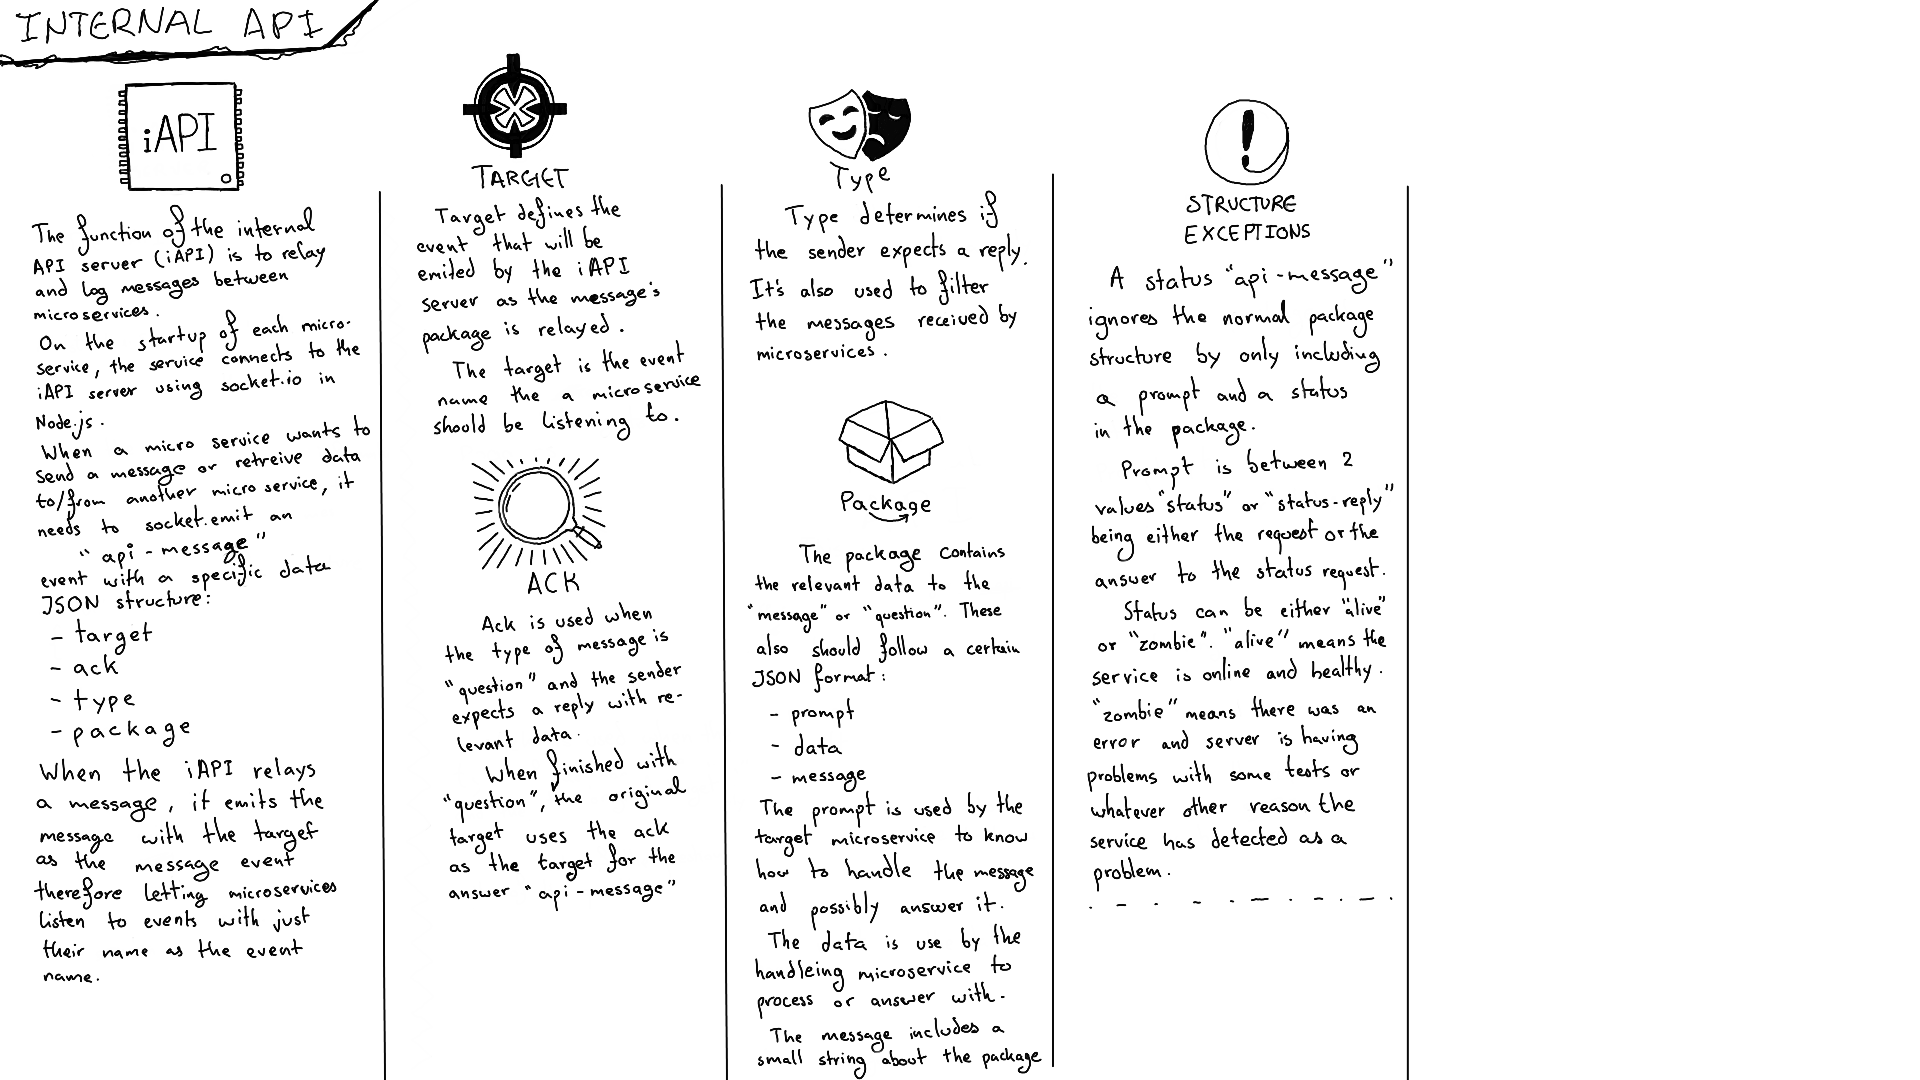 INTERNAL API
iAPI
The function of the internal
API server (iAPI) is to relay
and log messages between
microservices.
On the startup of each micro-
service, the service connects to the
iAPI server using socket.io in
Node.js.
When a micro service wants to
send a message or retreive data
to/from another micro service, it
needs to socket.emit an
"api-message"
event with a specific data
JSON structure:
- target
- ack
- type
- package
When the iAPI relays
a message, it emits the
message with the target
as the message event
therefore letting microservices
listen to events with just
their name as the event
name.
TARGET
Target defines the
event that will be
emited by the iAPI
server as the message's
package is relayed.
The target is the event
name the a microservice
should be listening to.
ACK
Ack is used when
the type of message is
"question" and the sender
expects a reply with re-
levant data.
When finished with
"question", the original
target uses the ack
as the target for the
answer "api-message"
Type
Type determines if
the sender expects a reply.
It's also used to filter
the messages received by
microservices.
Package
The package contains
the relevant data to the
"message" or "question". These
also should follow a certain
JSON format:
- prompt
- data
- message
The prompt is used by the
target microservice to know
how to handle the message
and possibly answer it.
The data is use by the
handleing microservice to
process or answer with.
The message includes a
small string about the package
STRUCTURE
EXCEPTIONS
A status "api-message"
ignores the normal package
structure by only including
a prompt and a status
in the package.
Prompt is between 2
values "status" or "status-reply"
being either the request or the
answer to the status request.
Status can be either "alive"
or "zombie". "alive" means the
service is online and healthy.
"zombie" means there was an
error and server is having
problems with some tests or
whatever other reason the
service has detected as a
problem.